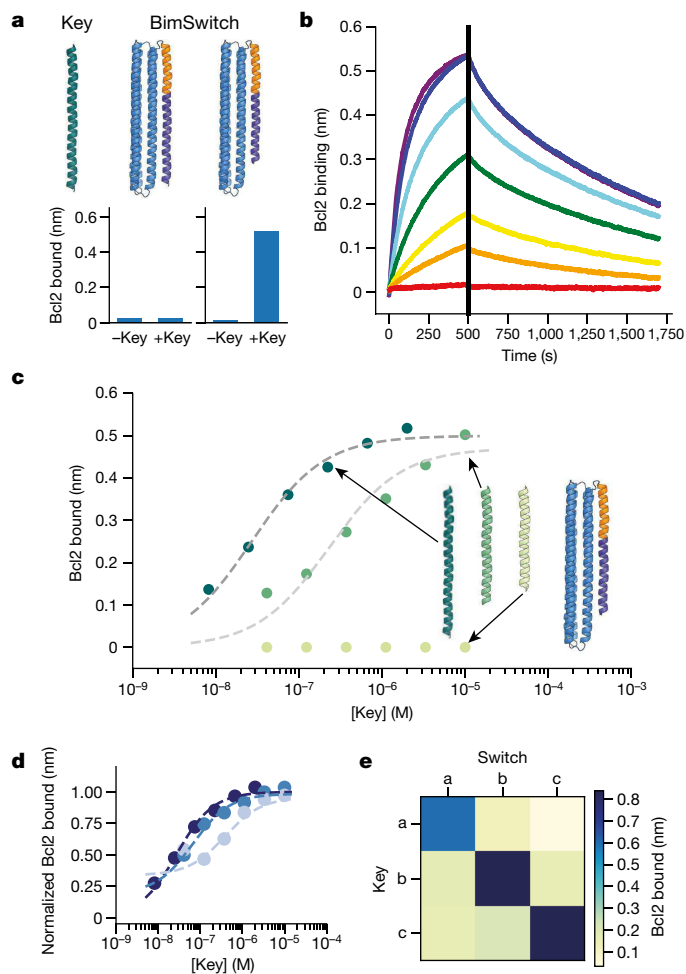 a
Key
BimSwitch
Bcl2 bound (nm)
0.6
0.4
0.2
0
–Key
+Key
–Key
+Key
b
Bcl2 binding (nm)
0.6
0.5
0.4
0.3
0.2
0.1
0
0
250
500
750
1,000
1,250
1,500
1,750
Time (s)
c
Bcl2 bound (nm)
0.6
0.5
0.4
0.3
0.2
0.1
0
10⁻⁹
10⁻⁸
10⁻⁷
10⁻⁶
10⁻⁵
10⁻⁴
10⁻³
[Key] (M)
d
Normalized Bcl2 bound (nm)
1.00
0.75
0.50
0.25
0
10⁻⁹
10⁻⁸
10⁻⁷
10⁻⁶
10⁻⁵
10⁻⁴
[Key] (M)
e
Switch
a
b
c
Key
a
b
c
0.8
0.7
0.6
0.5
0.4
0.3
0.2
0.1
Bcl2 bound (nm)